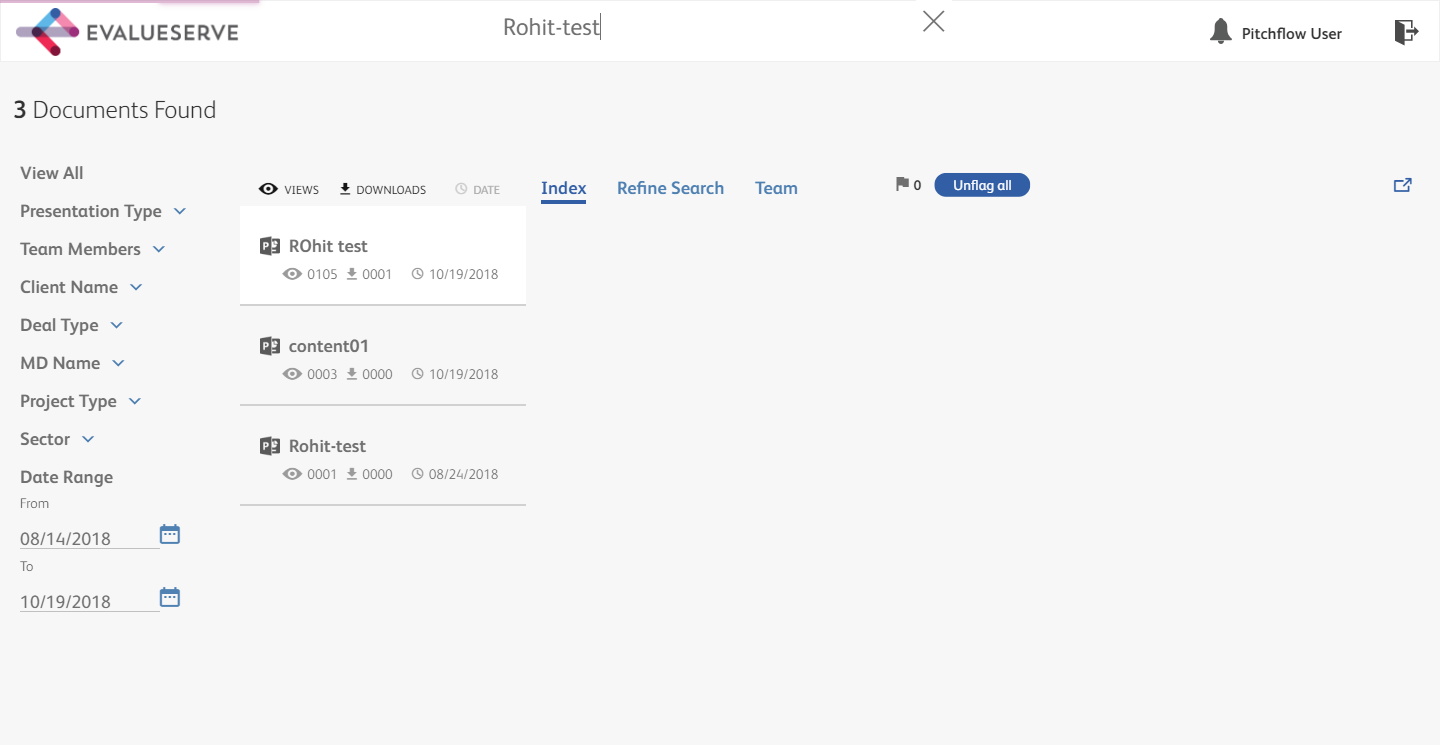 EVALUESERVE
Rohit-test
Pitchflow User
3 Documents Found
View All
Presentation Type
Team Members
Client Name
Deal Type
MD Name
Project Type
Sector
Date Range
From
08/14/2018
To
10/19/2018
VIEWS DOWNLOADS DATE
ROhit test
0105 0001 10/19/2018
content01
0003 0000 10/19/2018
Rohit-test
0001 0000 08/24/2018
Index Refine Search Team
0 Unflag all